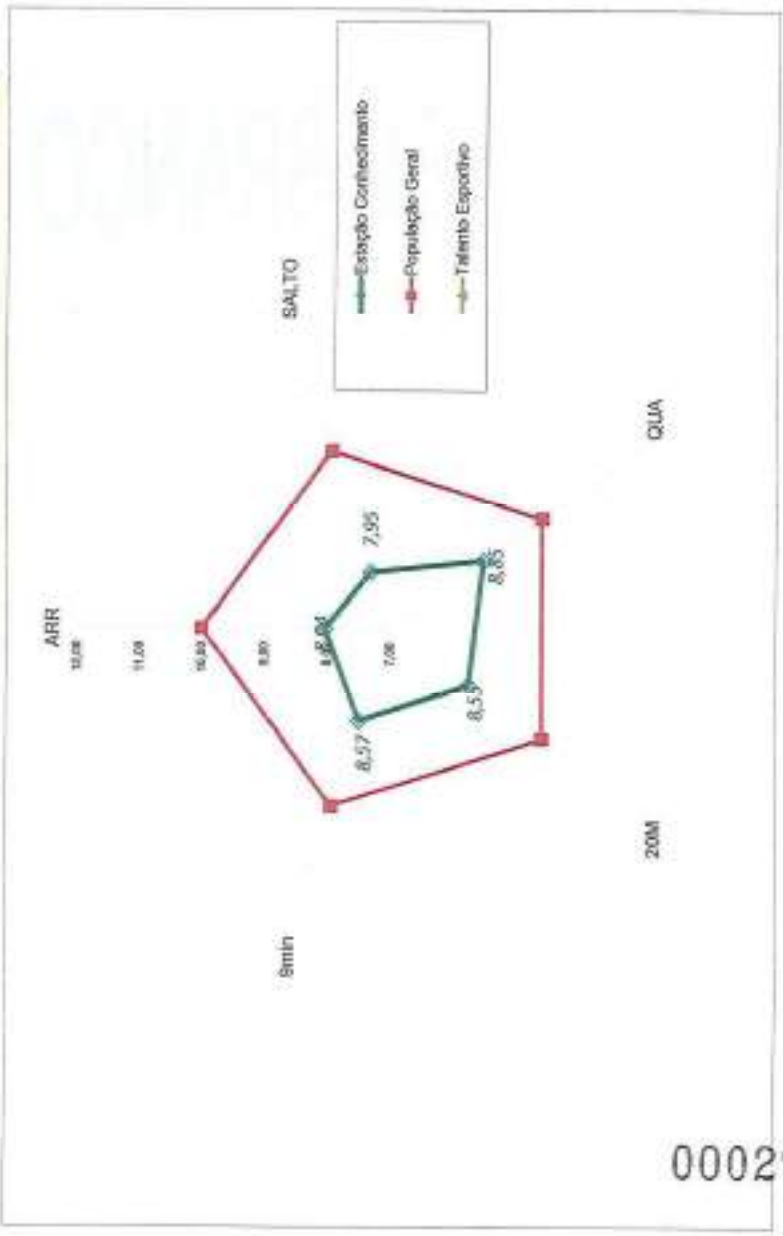 ARR
12,00
11,00
10,00
9,00
7,00
SALTO
7,95
QUA
8,85
20M
8,55
9min
8,57
Estação Conhecimento
População Geral
Talento Esportivo
0002